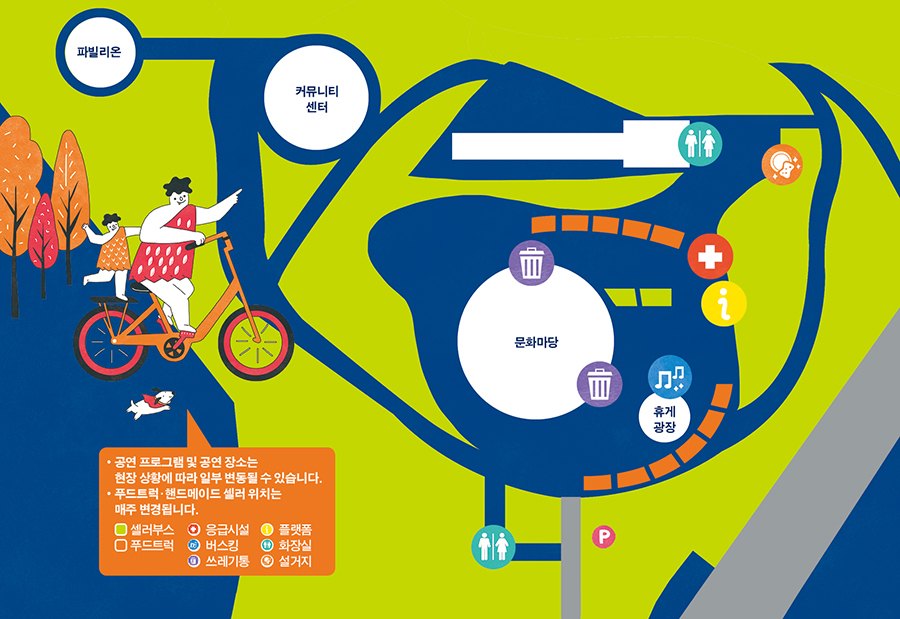 파빌리온
커뮤니티
센터
문화마당
휴게
광장
• 공연 프로그램 및 공연 장소는
현장 상황에 따라 일부 변동될 수 있습니다.
• 푸드트럭·핸드메이드 셀러 위치는
매주 변경됩니다.
셀러부스 응급시설 플랫폼
푸드트럭 버스킹 화장실
쓰레기통 설거지
i
P